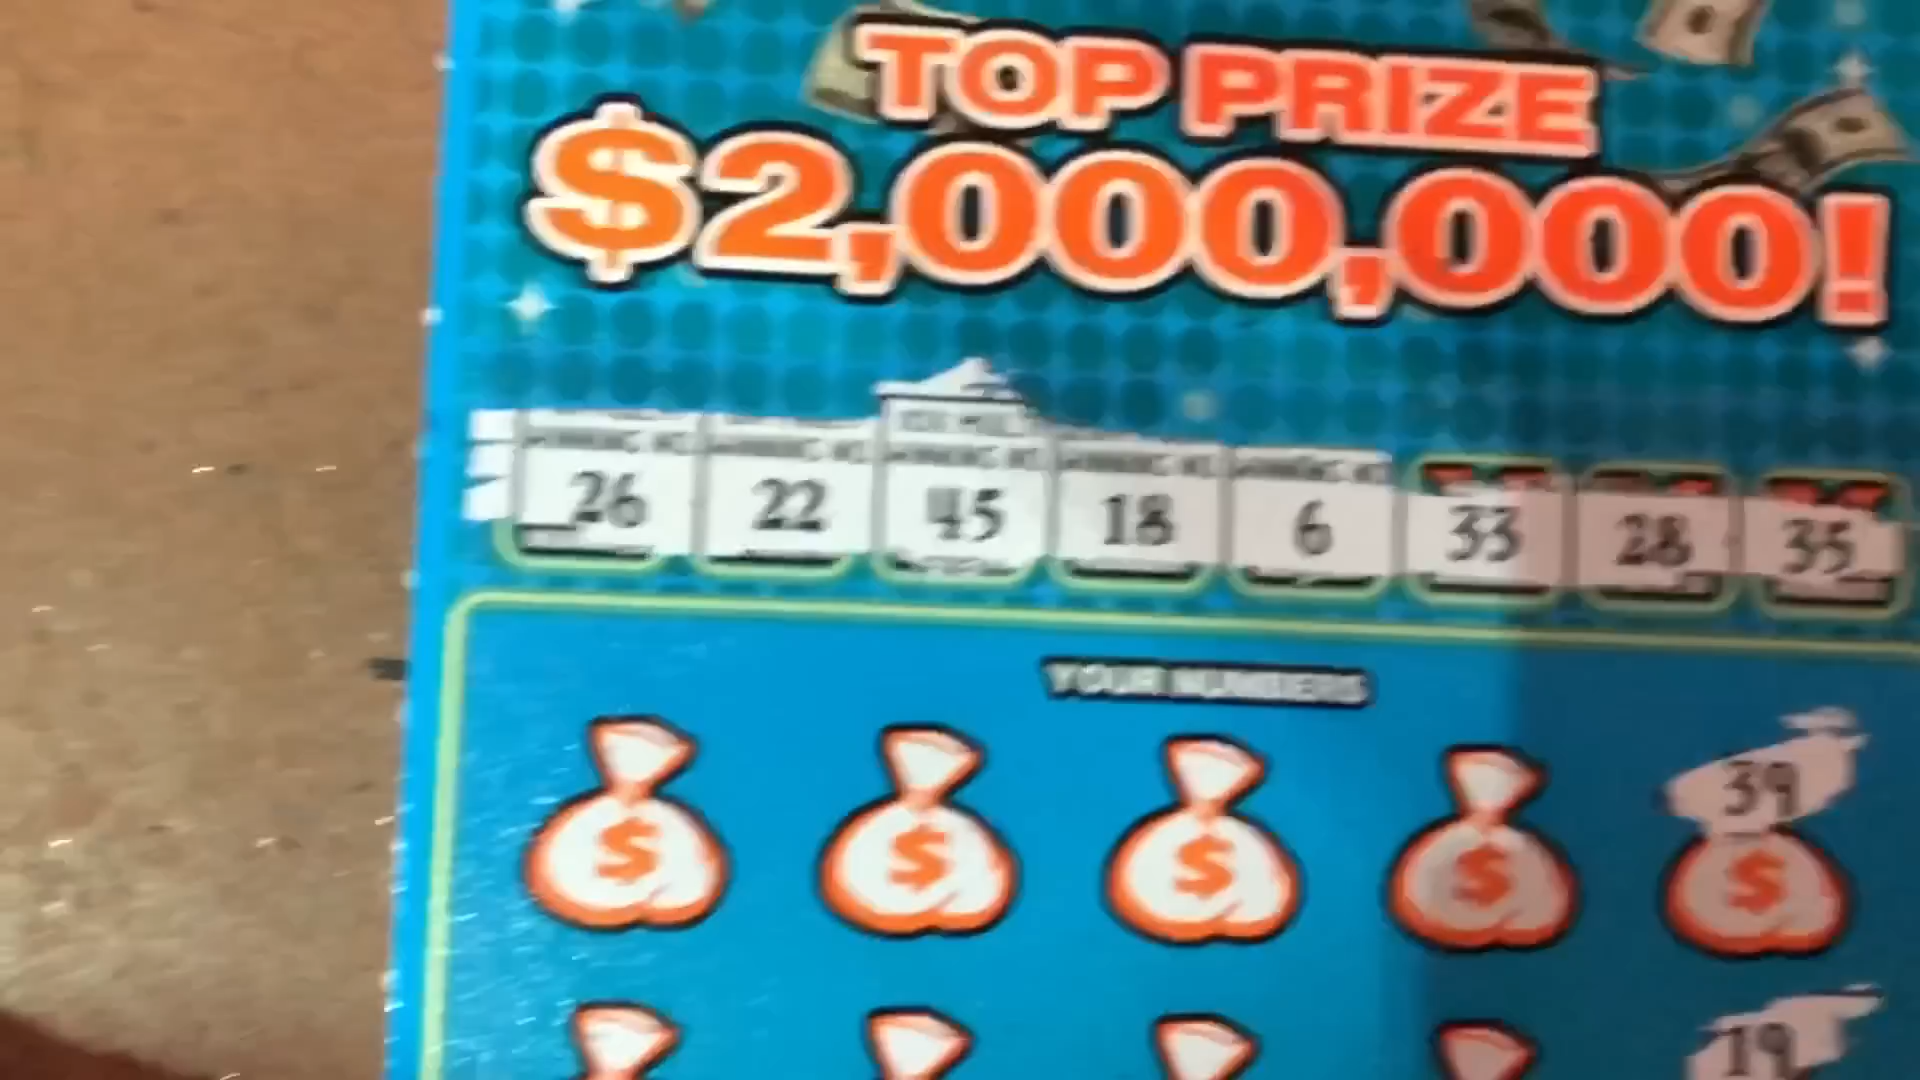 TOP PRIZE
$2,000,000!
26 22 45 18 6 33 28 35
YOUR NUMBERS
39
$ $ $ $ $
19